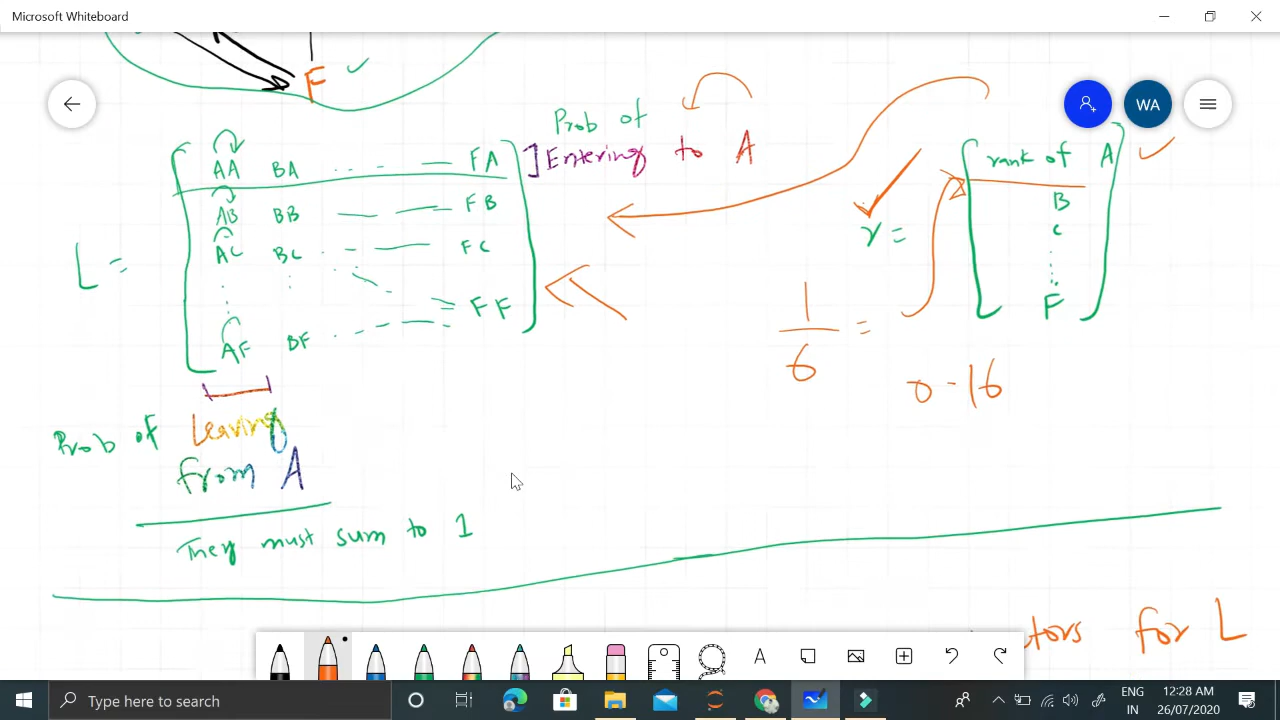 Microsoft Whiteboard
F
WA
Prob of
Entering to A
L =
AA BA FA
AB BB FB
AC BC FC
FF
AF BF
r =
rank of A
B
C
F
1
6
=
0.16
Prob of Leaving
from A
They must sum to 1
tors for L
A
Type here to search
ENG
IN
12:28 AM
26/07/2020